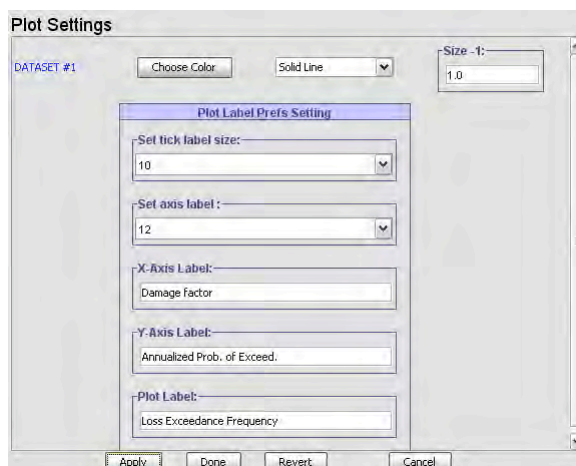 Plot Settings
DATASET #1
Choose Color
Solid Line
Size -1:
1.0
Plot Label Prefs Setting
Set tick label size:
10
Set axis label :
12
X-Axis Label:
Damage factor
Y-Axis Label:
Annualized Prob. of Exceed.
Plot Label:
Loss Exceedance Frequency
Apply Done Revert Cancel